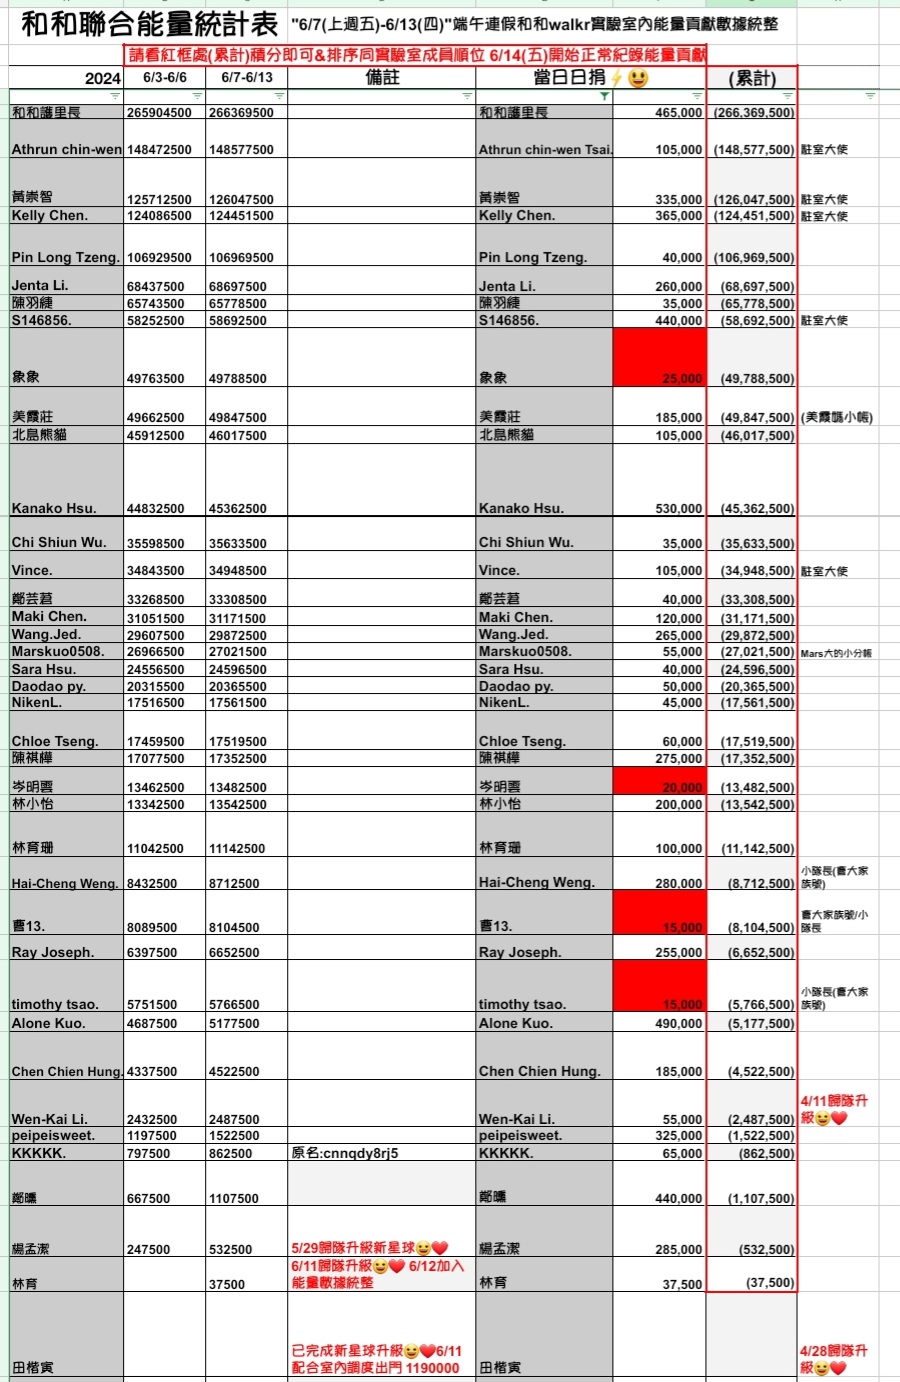 和和聯合能量統計表 "6/7(上週五)-6/13(四)"端午連假和和walkr實驗室內能量貢獻數據統整
請看紅框處(累計)積分即可&排序同實驗室成員順位 6/14(五)開始正常紀錄能量貢獻
2024 6/3-6/6 6/7-6/13 備註 當日日捐⚡😃 (累計)
和和護里長 265904500 266369500 和和護里長 465,000 (266,369,500)
Athrun chin-wen 148472500 148577500 Athrun chin-wen Tsai. 105,000 (148,577,500) 駐室大使
黃崇智 125712500 126047500 黃崇智 335,000 (126,047,500) 駐室大使
Kelly Chen. 124086500 124451500 Kelly Chen. 365,000 (124,451,500) 駐室大使
Pin Long Tzeng. 106929500 106969500 Pin Long Tzeng. 40,000 (106,969,500)
Jenta Li. 68437500 68697500 Jenta Li. 260,000 (68,697,500)
陳羽緁 65743500 65778500 陳羽緁 35,000 (65,778,500)
S146856. 58252500 58692500 S146856. 440,000 (58,692,500) 駐室大使
象象 49763500 49788500 象象 25,000 (49,788,500)
美霞莊 49662500 49847500 美霞莊 185,000 (49,847,500) (美霞姊小帳)
北島熊貓 45912500 46017500 北島熊貓 105,000 (46,017,500)
Kanako Hsu. 44832500 45362500 Kanako Hsu. 530,000 (45,362,500)
Chi Shiun Wu. 35598500 35633500 Chi Shiun Wu. 35,000 (35,633,500)
Vince. 34843500 34948500 Vince. 105,000 (34,948,500) 駐室大使
鄭芸莙 33268500 33308500 鄭芸莙 40,000 (33,308,500)
Maki Chen. 31051500 31171500 Maki Chen. 120,000 (31,171,500)
Wang.Jed. 29607500 29872500 Wang.Jed. 265,000 (29,872,500)
Marskuo0508. 26966500 27021500 Marskuo0508. 55,000 (27,021,500) Mars大的小分帳
Sara Hsu. 24556500 24596500 Sara Hsu. 40,000 (24,596,500)
Daodao py. 20315500 20365500 Daodao py. 50,000 (20,365,500)
NikenL. 17516500 17561500 NikenL. 45,000 (17,561,500)
Chloe Tseng. 17459500 17519500 Chloe Tseng. 60,000 (17,519,500)
陳祺樺 17077500 17352500 陳祺樺 275,000 (17,352,500)
岑明雲 13462500 13482500 岑明雲 20,000 (13,482,500)
林小怡 13342500 13542500 林小怡 200,000 (13,542,500)
林育珊 11042500 11142500 林育珊 100,000 (11,142,500)
Hai-Cheng Weng. 8432500 8712500 Hai-Cheng Weng. 280,000 (8,712,500) 小隊長(曹大家
族號)
曹13. 8089500 8104500 曹13. 15,000 (8,104,500) 曹大家族號/小
隊長
Ray Joseph. 6397500 6652500 Ray Joseph. 255,000 (6,652,500)
timothy tsao. 5751500 5766500 timothy tsao. 15,000 (5,766,500) 小隊長(曹大家
族號)
Alone Kuo. 4687500 5177500 Alone Kuo. 490,000 (5,177,500)
Chen Chien Hung. 4337500 4522500 Chen Chien Hung. 185,000 (4,522,500)
Wen-Kai Li. 2432500 2487500 Wen-Kai Li. 55,000 (2,487,500) 4/11歸隊升
級😉❤️
peipeisweet. 1197500 1522500 peipeisweet. 325,000 (1,522,500)
KKKKK. 797500 862500 原名:cnnqdy8rj5 KKKKK. 65,000 (862,500)
鄭曛 667500 1107500 鄭曛 440,000 (1,107,500)
楊孟潔 247500 532500 5/29歸隊升級新星球😉❤️ 楊孟潔 285,000 (532,500)
林育 37500 6/11歸隊升級😉❤️ 6/12加入
能量數據統整 林育 37,500 (37,500)
田楷寅 已完成新星球升級😉❤️6/11
配合室內調度出門 1190000 田楷寅 4/28歸隊升
級😉❤️